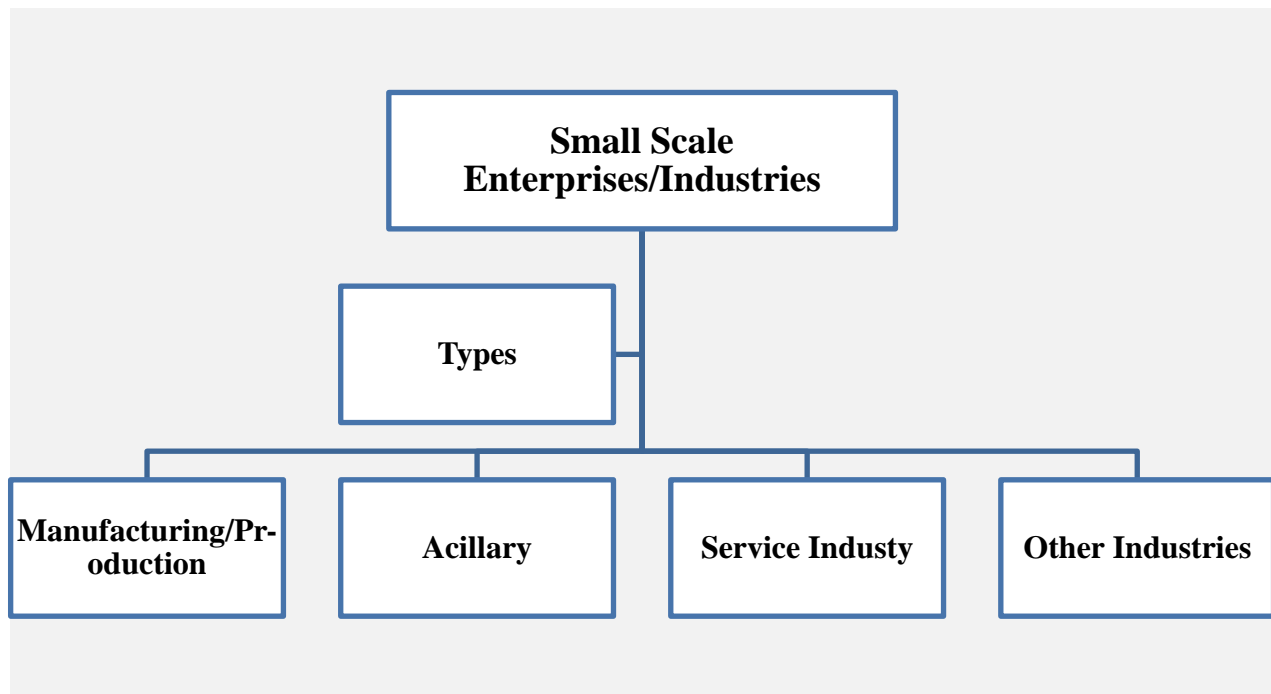 Small Scale
Enterprises/Industries
Types
Manufacturing/Pr-
oduction
Acillary
Service Industy
Other Industries